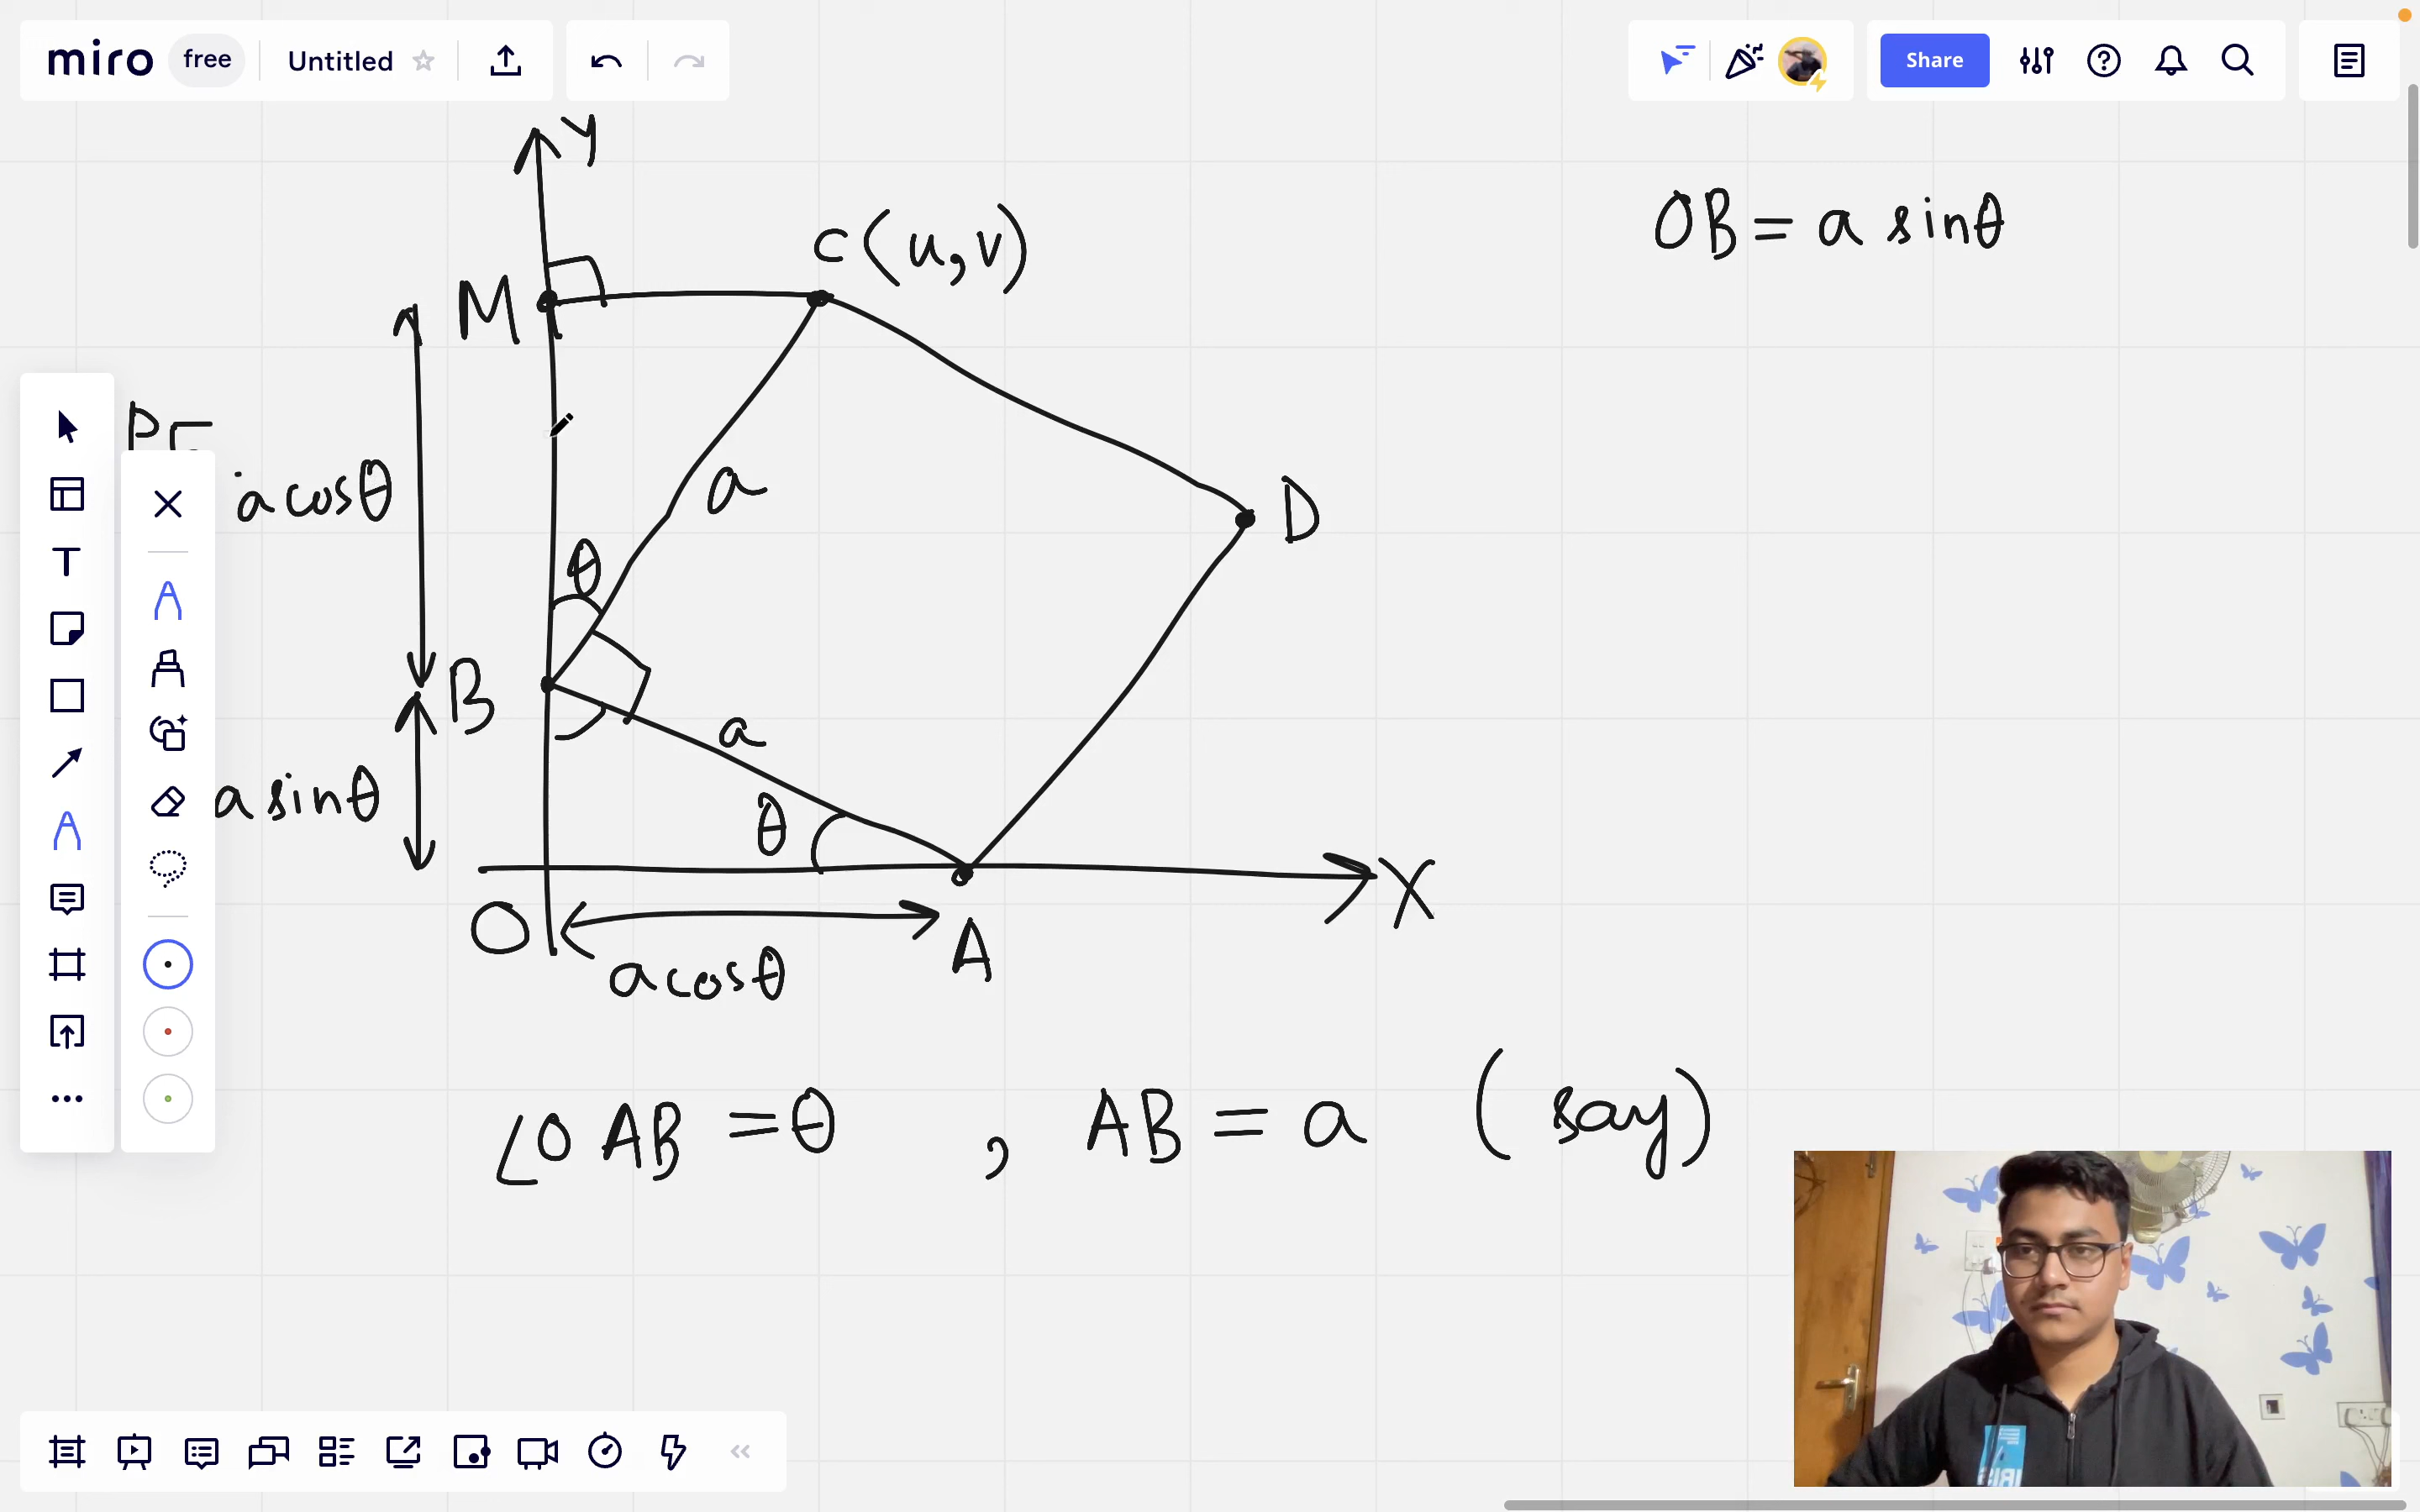 miro free Untitled Share
Y
C(u,v)
OB = a sinθ
M
a cosθ
a
D
θ
B
a
a sinθ
θ
O
X
A
a cosθ
∠OAB = θ , AB = a (say)